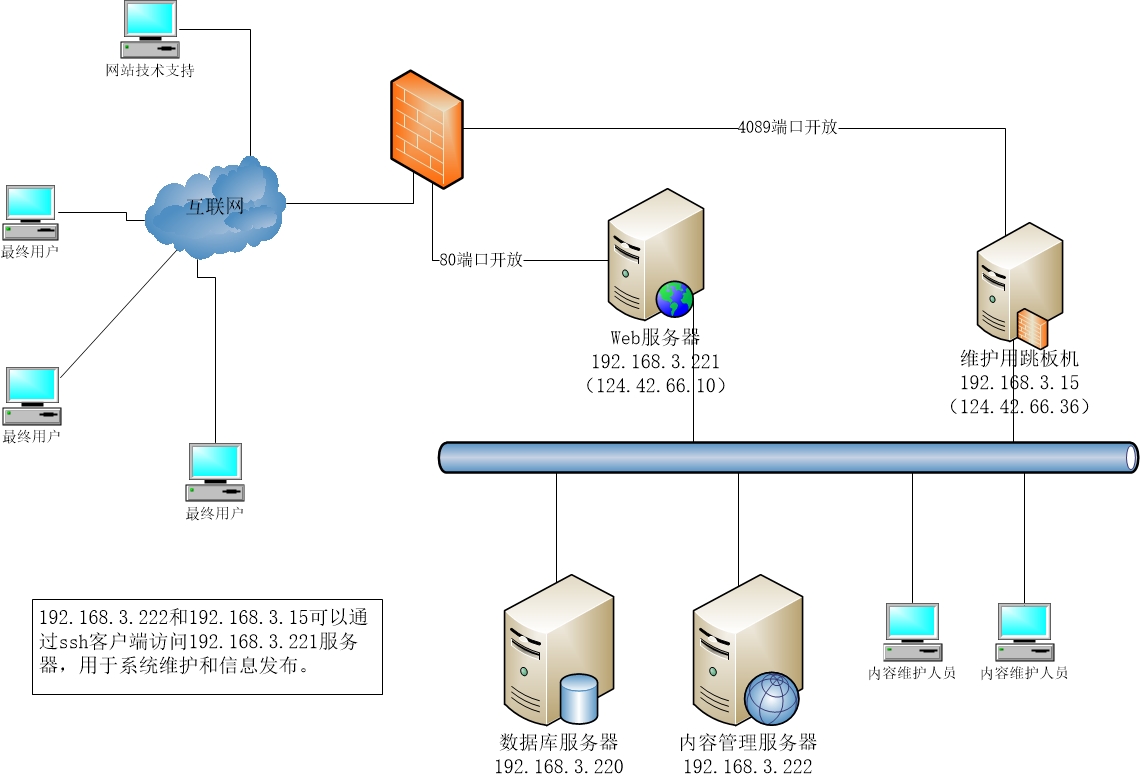 网站技术支持
4089端口开放
互联网
最终用户
80端口开放
Web服务器
192.168.3.221
（124.42.66.10）
维护用跳板机
192.168.3.15
（124.42.66.36）
最终用户
最终用户
192.168.3.222和192.168.3.15可以通
过ssh客户端访问192.168.3.221服务
器，用于系统维护和信息发布。
内容维护人员
内容维护人员
数据库服务器
192.168.3.220
内容管理服务器
192.168.3.222